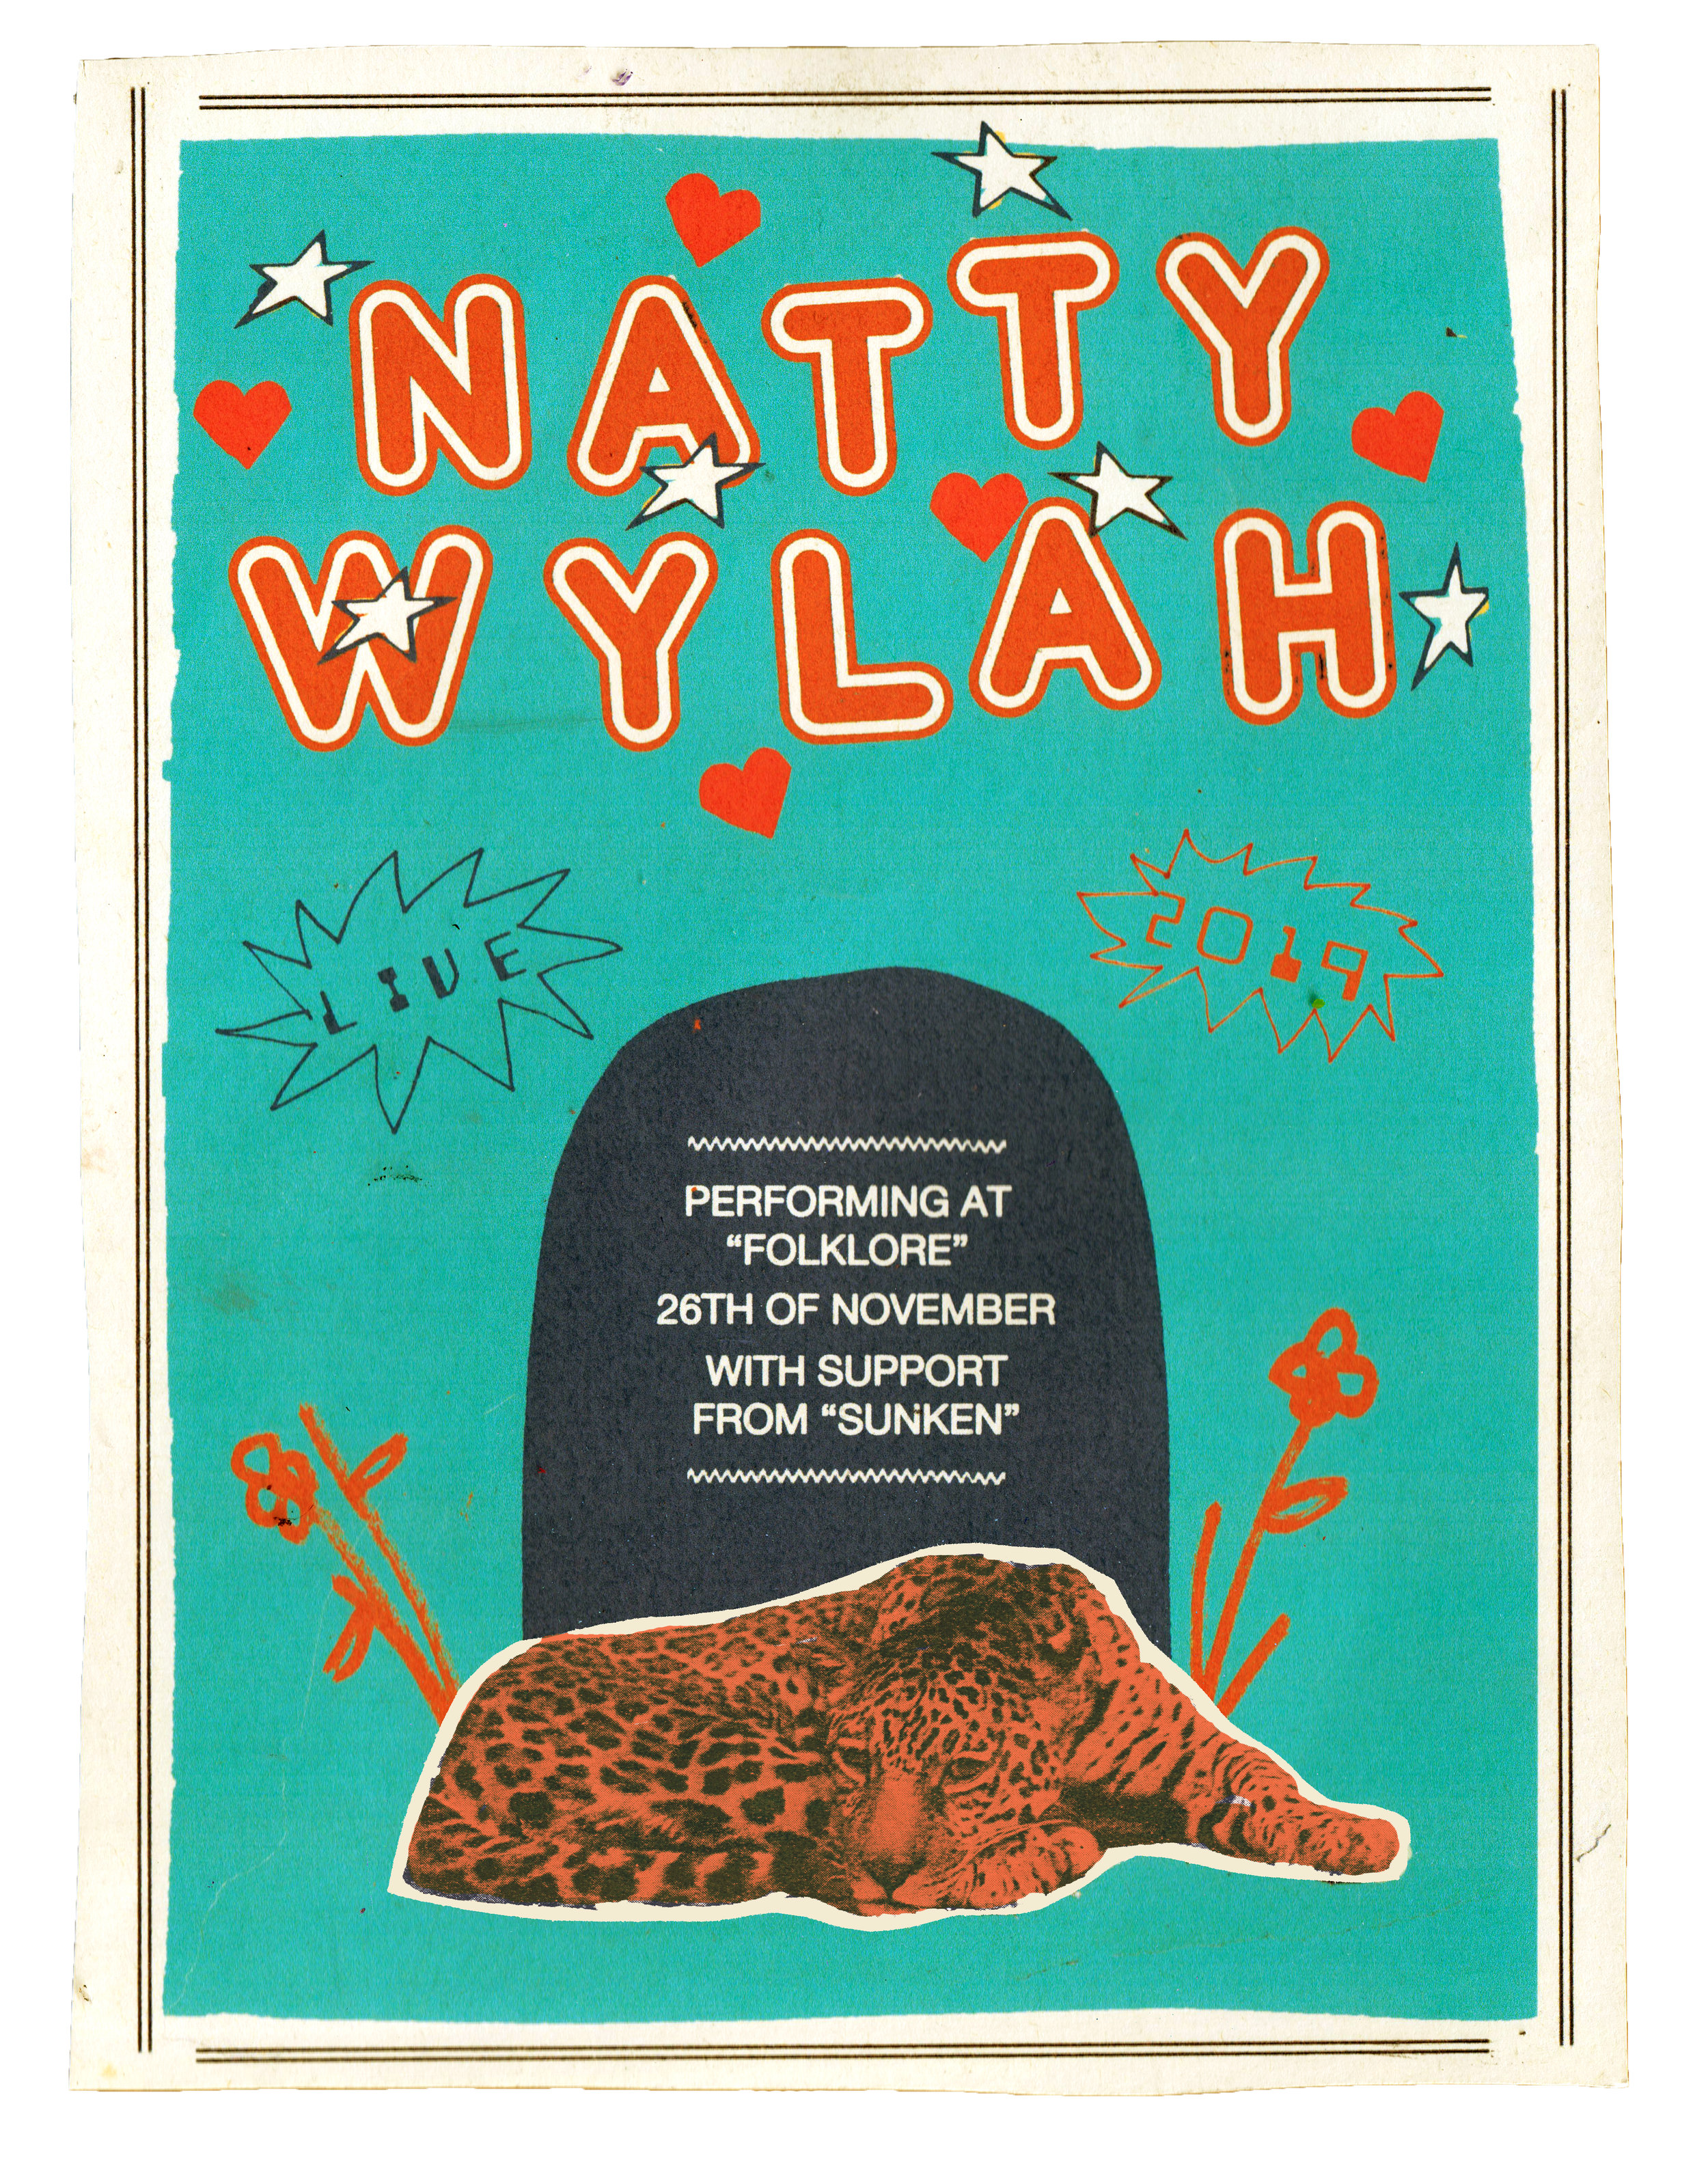 NATTY
WYLAH
LIVE
2019
PERFORMING AT
“FOLKLORE”
26TH OF NOVEMBER
WITH SUPPORT
FROM “SUNKEN”